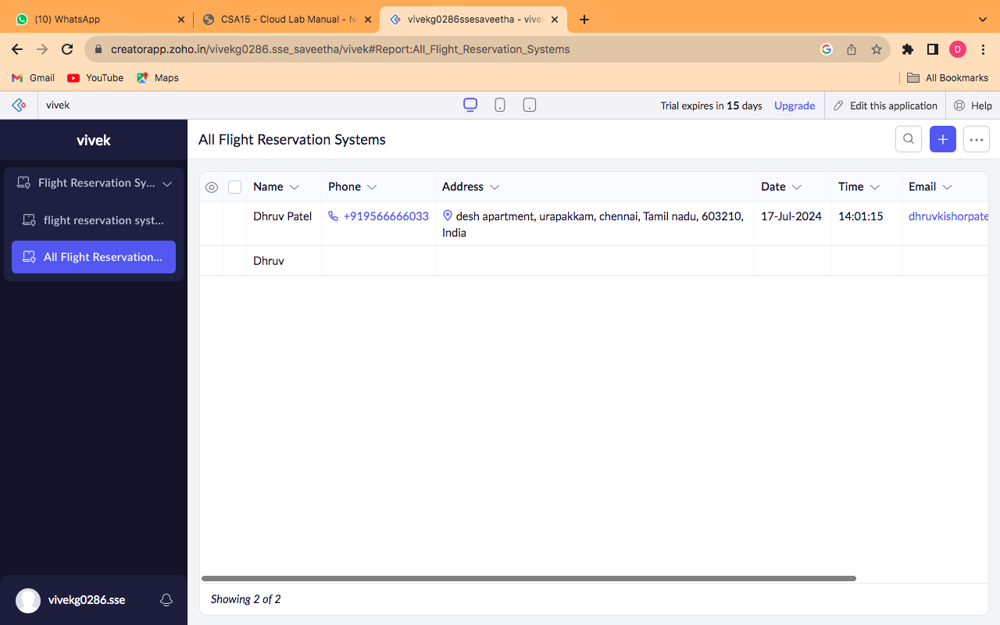 (10) WhatsApp
CSA15 - Cloud Lab Manual - N
vivekg0286ssesaveetha - vivek
creatorapp.zoho.in/vivekg0286.sse_saveetha/vivek#Report:All_Flight_Reservation_Systems
D
Gmail
YouTube
Maps
All Bookmarks
vivek
Trial expires in 15 days
Upgrade
Edit this application
Help
vivek
Flight Reservation Sy...
flight reservation syst...
All Flight Reservation...
vivekg0286.sse
All Flight Reservation Systems
Name Phone Address Date Time Email
Dhruv Patel +919566666033 desh apartment, urapakkam, chennai, Tamil nadu, 603210, 17-Jul-2024 14:01:15 dhruvkishorpate
India
Dhruv
Showing 2 of 2